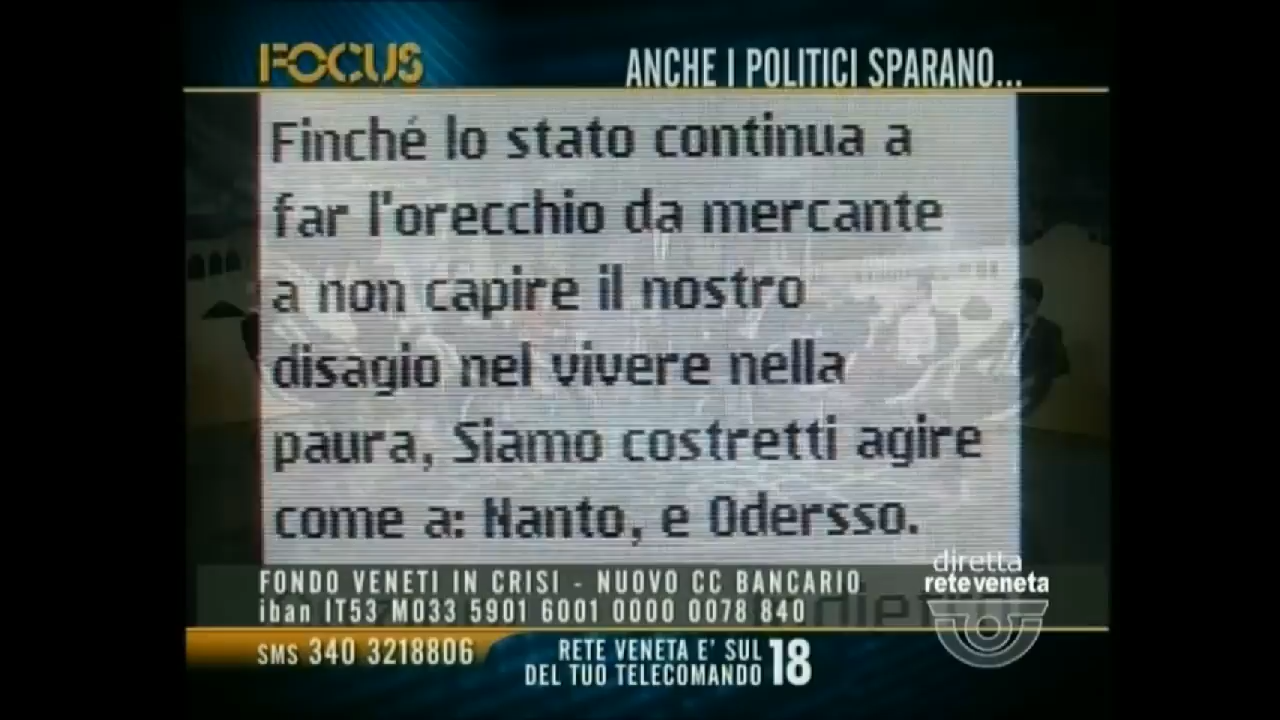 FOCUS
ANCHE I POLITICI SPARANO...
Finché lo stato continua a
far l'orecchio da mercante
a non capire il nostro
disagio nel vivere nella
paura, Siamo costretti agire
come a: Nanto, e Odersso.
FONDO VENETI IN CRISI - NUOVO CC BANCARIO
iban IT53 M033 5901 6001 0000 0078 840
diretta
reteveneta
SMS 340 3218806
RETE VENETA E' SUL 18
DEL TUO TELECOMANDO